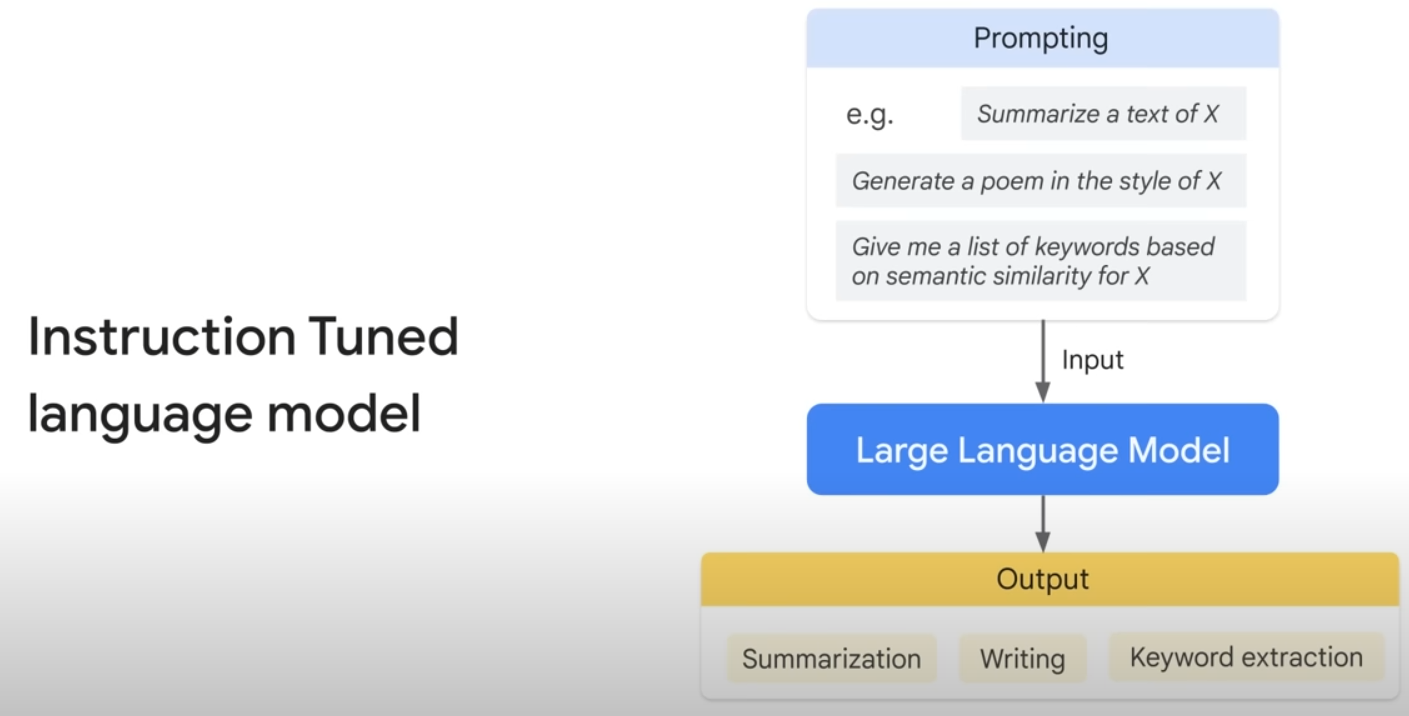 Instruction Tuned
language model
Prompting
e.g.
Summarize a text of X
Generate a poem in the style of X
Give me a list of keywords based
on semantic similarity for X
Input
Large Language Model
Output
Summarization
Writing
Keyword extraction